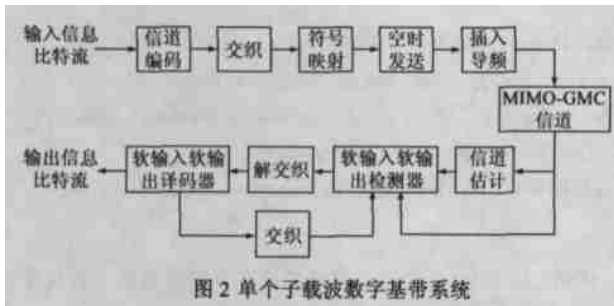 输入信息
比特流
信道
编码
交织
符号
映射
空时
发送
插入
导频
MIMO-GMC
信道
输出信息
比特流
软输入软输
出译码器
解交织
软输入软输
出检测器
信道
估计
交织
图 2 单个子载波数字基带系统